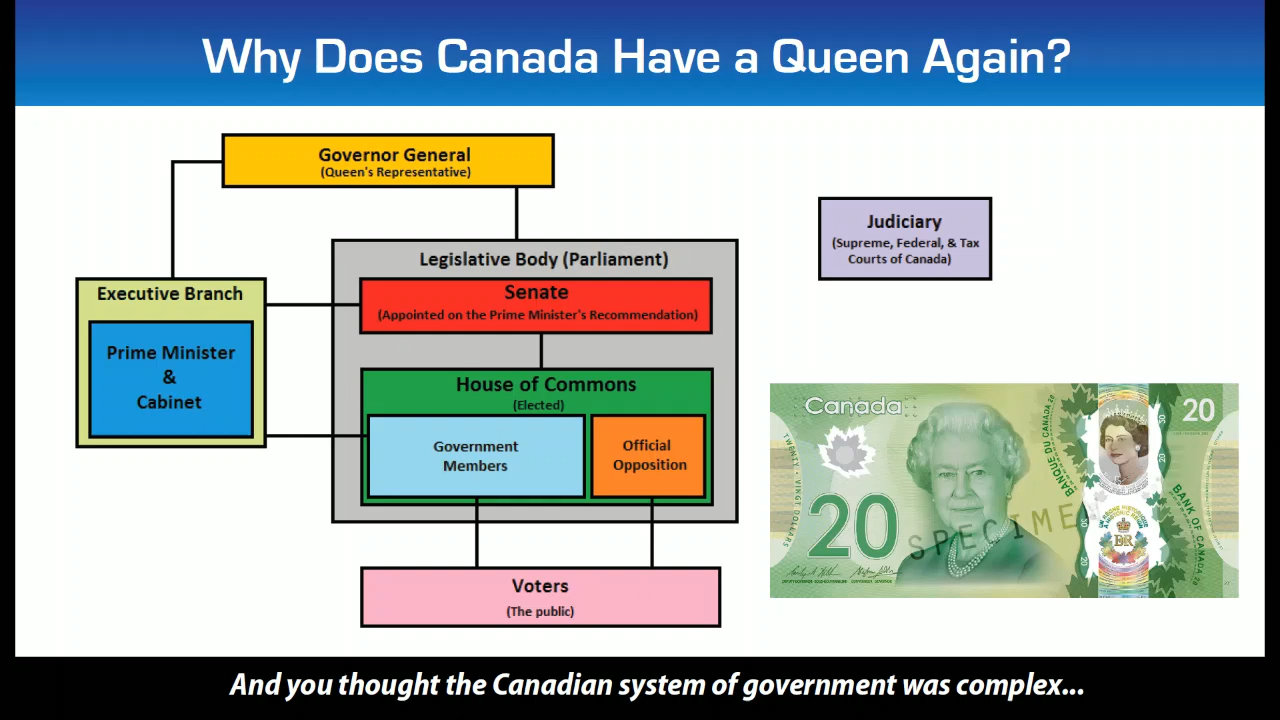 Why Does Canada Have a Queen Again?
Governor General
(Queen's Representative)
Judiciary
(Supreme, Federal, & Tax
Courts of Canada)
Legislative Body (Parliament)
Executive Branch
Senate
(Appointed on the Prime Minister's Recommendation)
Prime Minister
&
Cabinet
House of Commons
(Elected)
Government
Members
Official
Opposition
Voters
(The public)
Canada
20
TWENTY • VINGT DOLLARS
20
SPECIMEN
BANQUE DU CANADA
BANK OF CANADA
And you thought the Canadian system of government was complex...